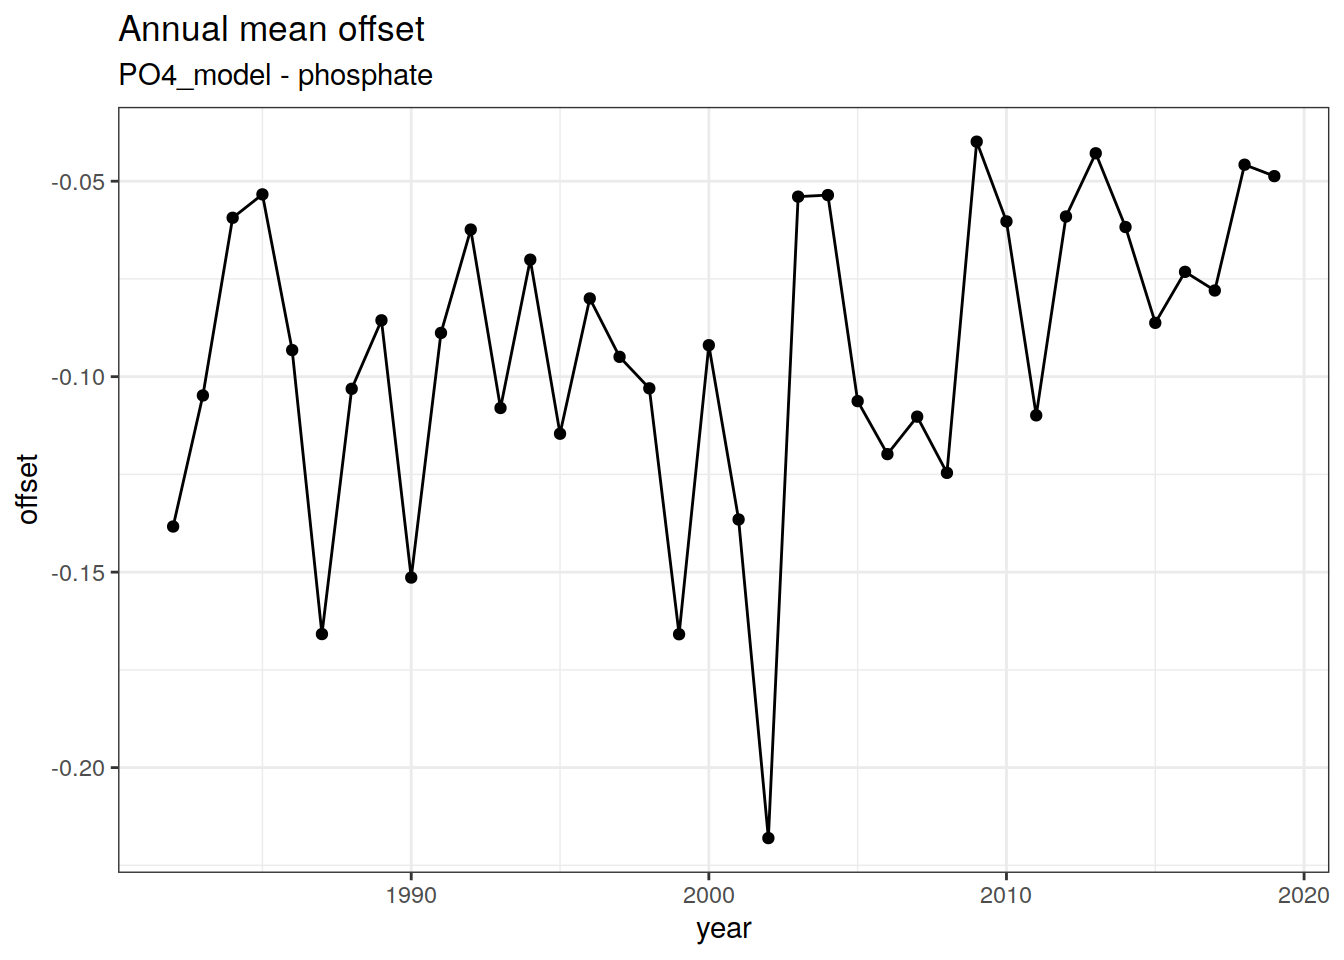 Annual mean offset
PO4_model - phosphate
-0.05
-0.10
-0.15
-0.20
offset
1990 2000 2010 2020
year